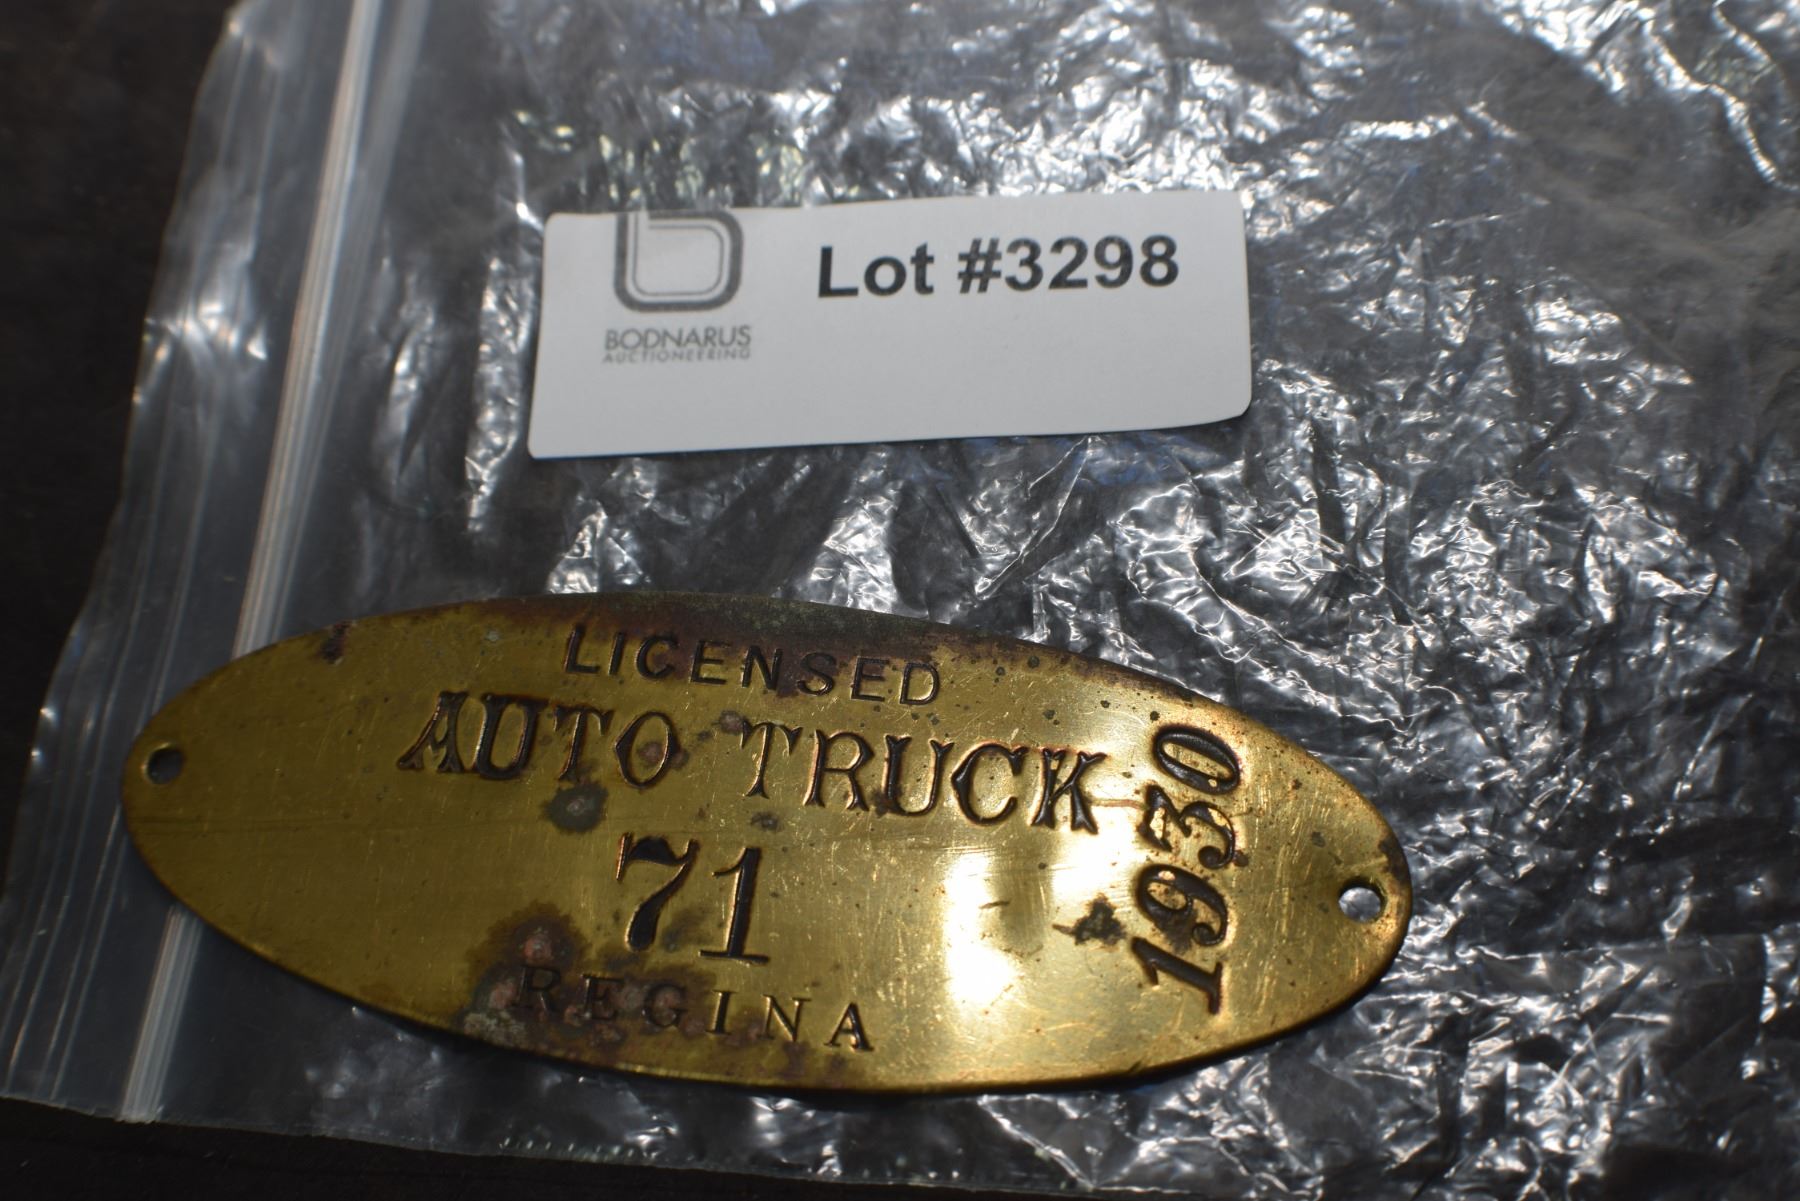 Lot #3298
BODNARUS
AUCTIONEERING
LICENSED
AUTO TRUCK
71
REGINA
1930